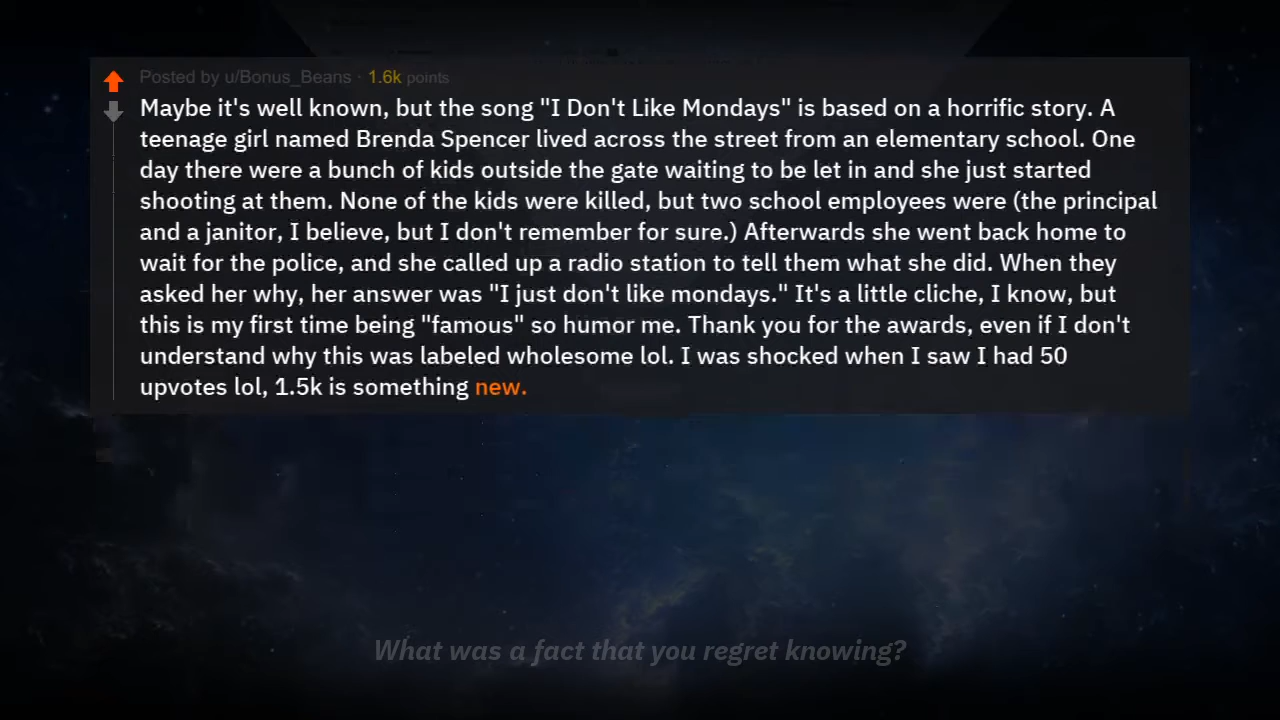 Posted by u/Bonus_Beans · 1.6k points
Maybe it's well known, but the song "I Don't Like Mondays" is based on a horrific story. A
teenage girl named Brenda Spencer lived across the street from an elementary school. One
day there were a bunch of kids outside the gate waiting to be let in and she just started
shooting at them. None of the kids were killed, but two school employees were (the principal
and a janitor, I believe, but I don't remember for sure.) Afterwards she went back home to
wait for the police, and she called up a radio station to tell them what she did. When they
asked her why, her answer was "I just don't like mondays." It's a little cliche, I know, but
this is my first time being "famous" so humor me. Thank you for the awards, even if I don't
understand why this was labeled wholesome lol. I was shocked when I saw I had 50
upvotes lol, 1.5k is something new.
What was a fact that you regret knowing?